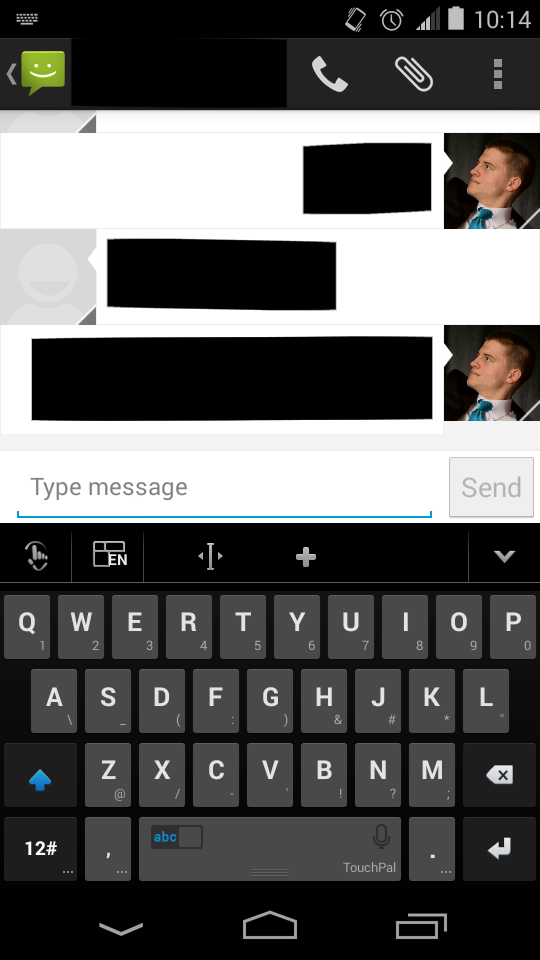 10:14
Type message
Send
EN
Q W E R T Y U I O P
1 2 3 4 5 6 7 8 9 0
A S D F G H J K L
\ _ ( : ) & # * "
Z X C V B N M
@ / - ' ! ? ;
12# , abc .
... ... TouchPal ...